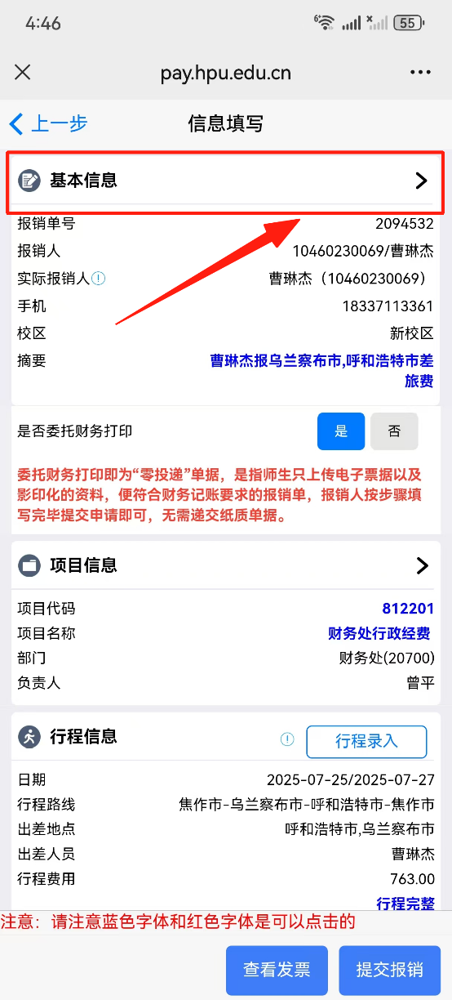 4:46
6+
55
pay.hpu.edu.cn
上一步
信息填写
基本信息
报销单号 2094532
报销人 10460230069/曹琳杰
实际报销人 曹琳杰（10460230069）
手机 18337113361
校区 新校区
摘要 曹琳杰报乌兰察布市,呼和浩特市差
旅费
是否委托财务打印 是 否
委托财务打印即为“零投递”单据，是指师生只上传电子票据以及
影印化的资料，便符合财务记账要求的报销单，报销人按步骤填
写完毕提交申请即可，无需递交纸质单据。
项目信息
项目代码 812201
项目名称 财务处行政经费
部门 财务处(20700)
负责人 曾平
行程信息 行程录入
日期 2025-07-25/2025-07-27
行程路线 焦作市-乌兰察布市-呼和浩特市-焦作市
出差地点 呼和浩特市,乌兰察布市
出差人员 曹琳杰
行程费用 763.00
行程完整
注意：请注意蓝色字体和红色字体是可以点击的
查看发票 提交报销